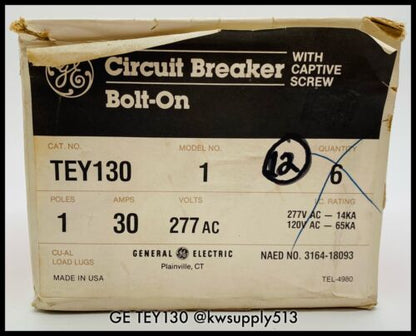 GE
Circuit Breaker
WITH
CAPTIVE
SCREW
Bolt-On
CAT. NO. MODEL NO. QUANTITY
TEY130 1 12 6
POLES AMPS VOLTS I.C. RATING
1 30 277 AC
277V AC — 14KA
120V AC — 65KA
CU-AL
LOAD LUGS
GENERAL GE ELECTRIC
Plainville, CT
NAED NO. 3164-18093
MADE IN USA
TEL-4980
GE TEY130 @kwsupply513